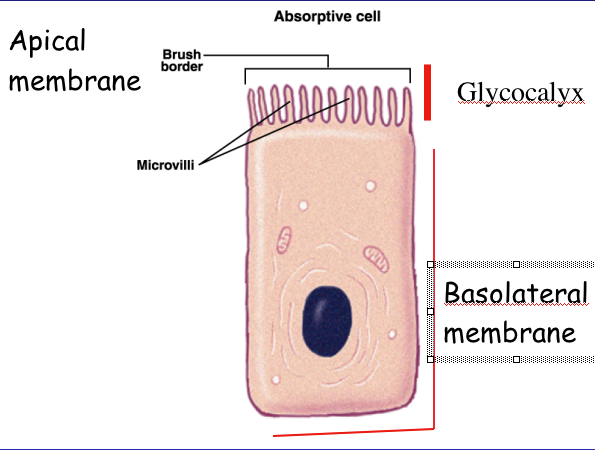 Absorptive cell
Apical
membrane
Brush
border
Glycocalyx
Microvilli
Basolateral
membrane